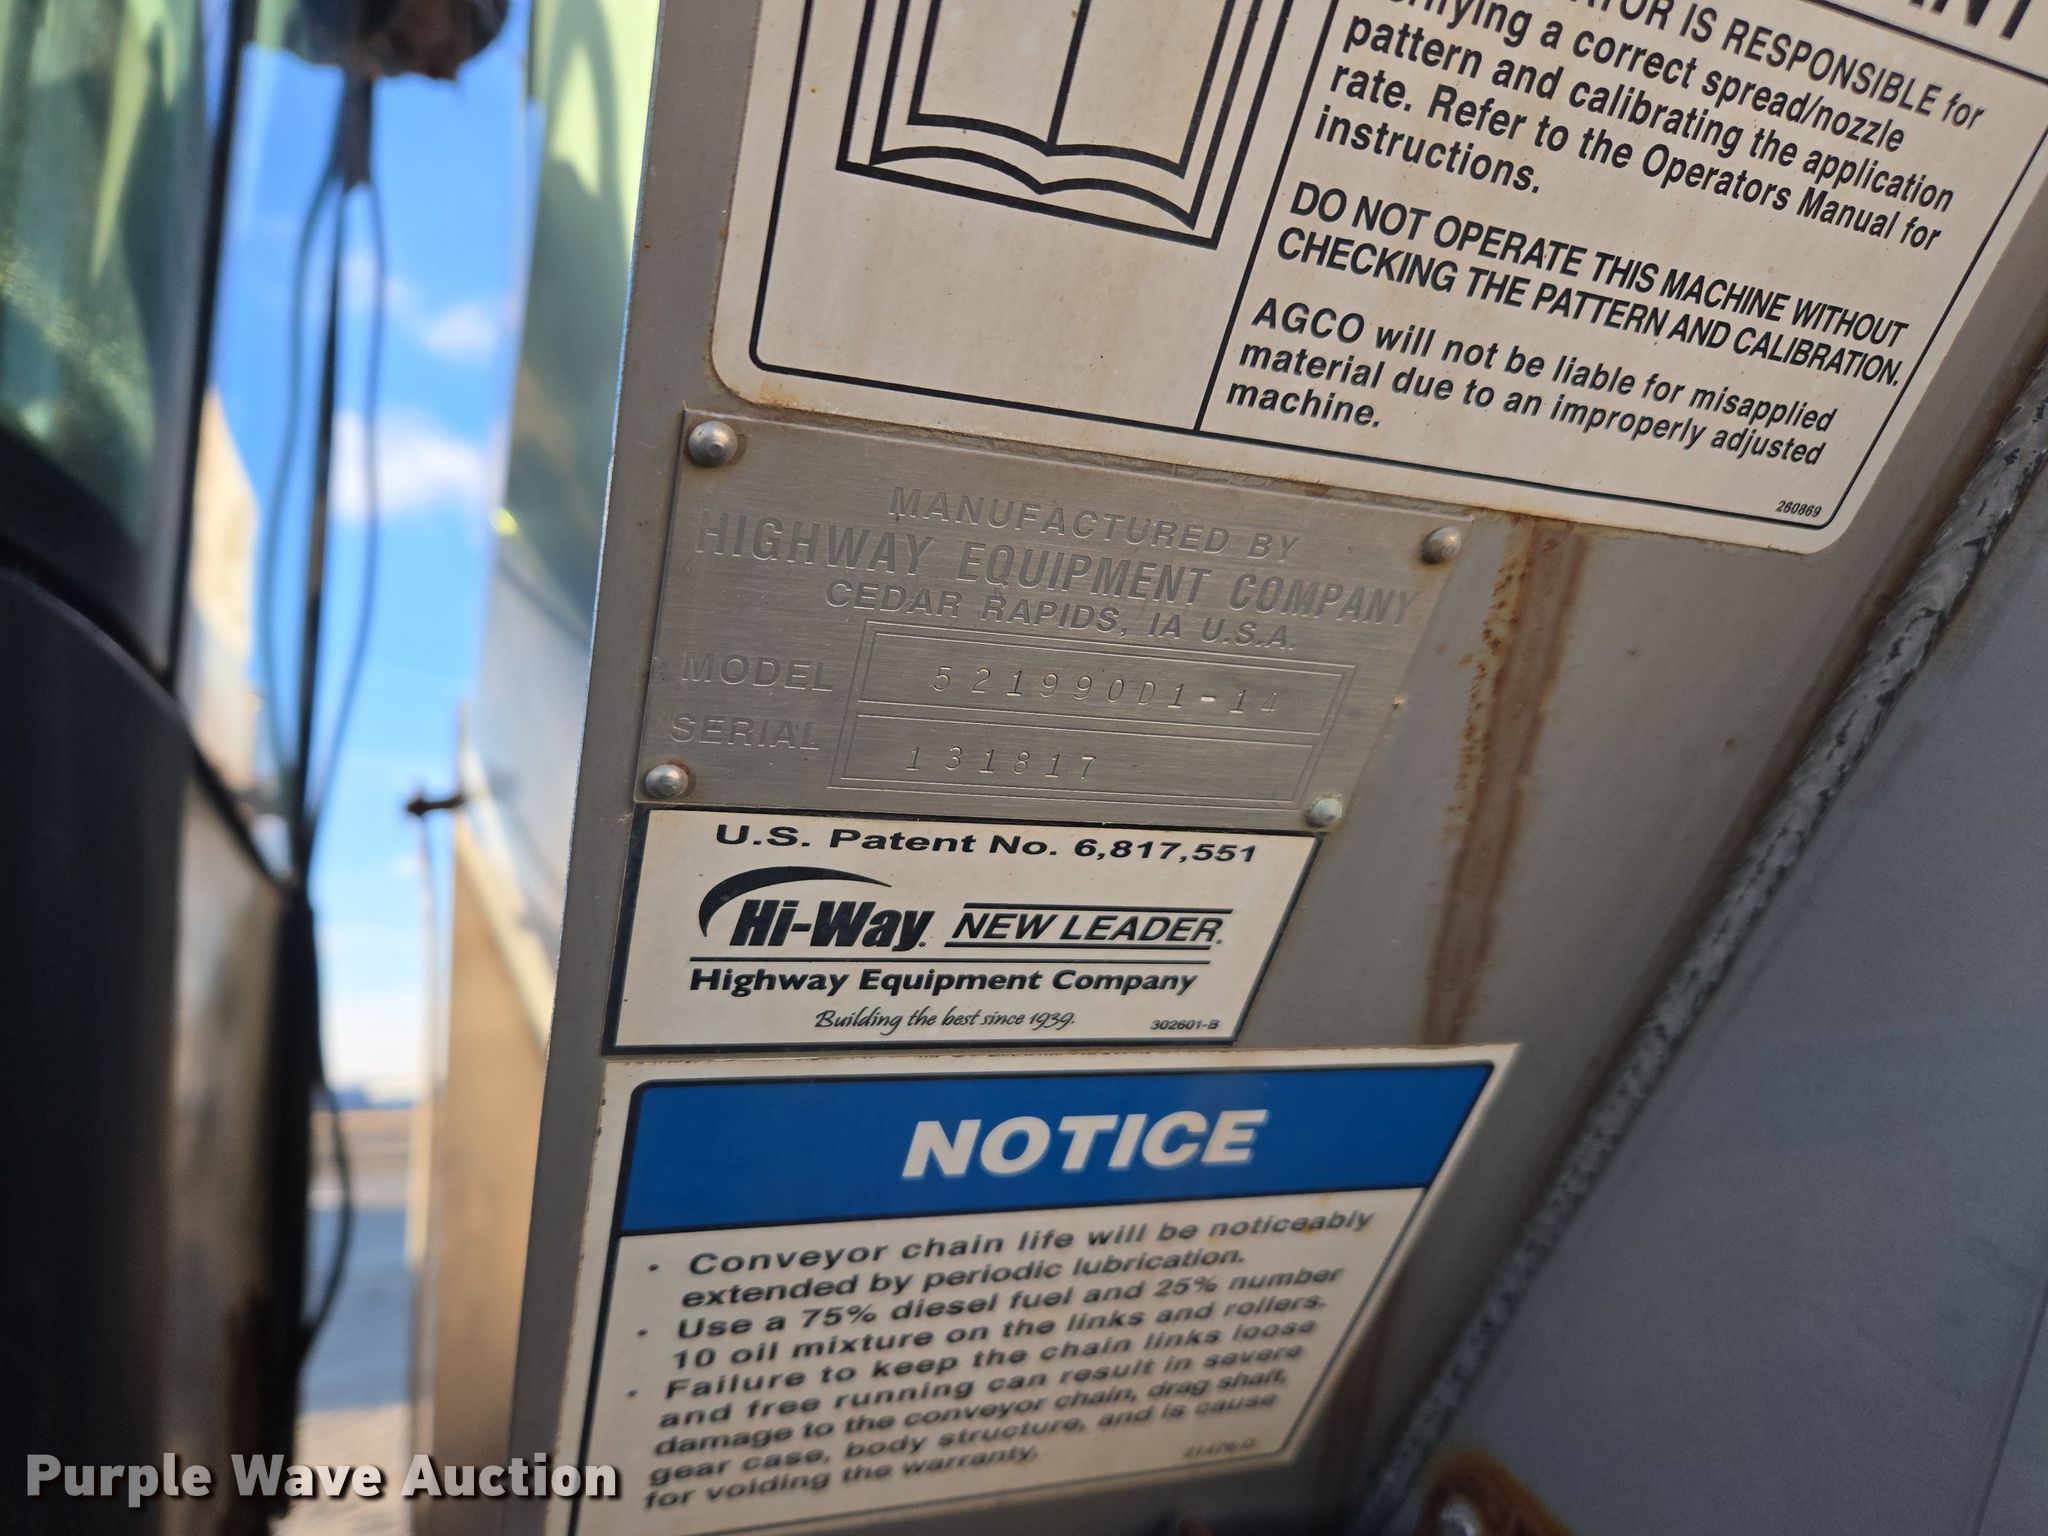 IS RESPONSIBLE for
a correct spread/nozzle
pattern and calibrating the application
rate. Refer to the Operators Manual for
instructions.
DO NOT OPERATE THIS MACHINE WITHOUT
CHECKING THE PATTERN AND CALIBRATION.
AGCO will not be liable for misapplied
material due to an improperly adjusted
machine.
260869
MANUFACTURED BY
HIGHWAY EQUIPMENT COMPANY
CEDAR RAPIDS, IA U.S.A.
MODEL 521990D1-14
SERIAL 131817
U.S. Patent No. 6,817,551
Hi-Way NEW LEADER
Highway Equipment Company
Building the best since 1939.
302601-B
NOTICE
• Conveyor chain life will be noticeably
extended by periodic lubrication.
• Use a 75% diesel fuel and 25% number
10 oil mixture on the links and rollers.
• Failure to keep the chain links loose
and free running can result in severe
damage to the conveyor chain, drag shaft,
gear case, body structure, and is cause
for voiding the warranty.
Purple Wave Auction